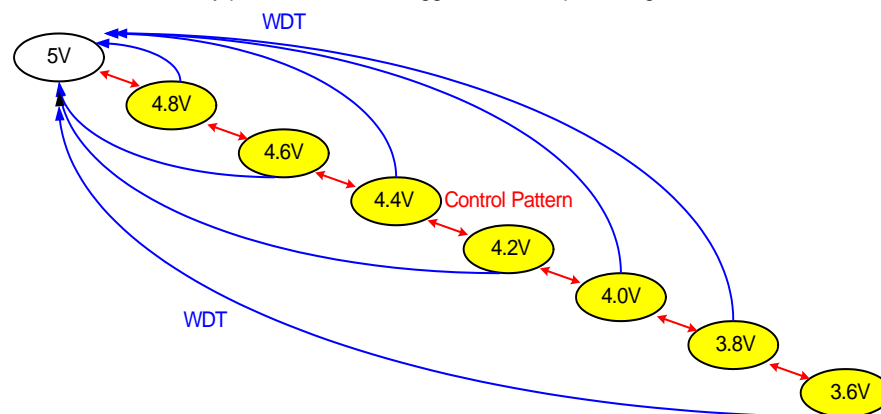 WDT
5V
4.8V
4.6V
4.4V
Control Pattern
4.2V
4.0V
WDT
3.8V
3.6V